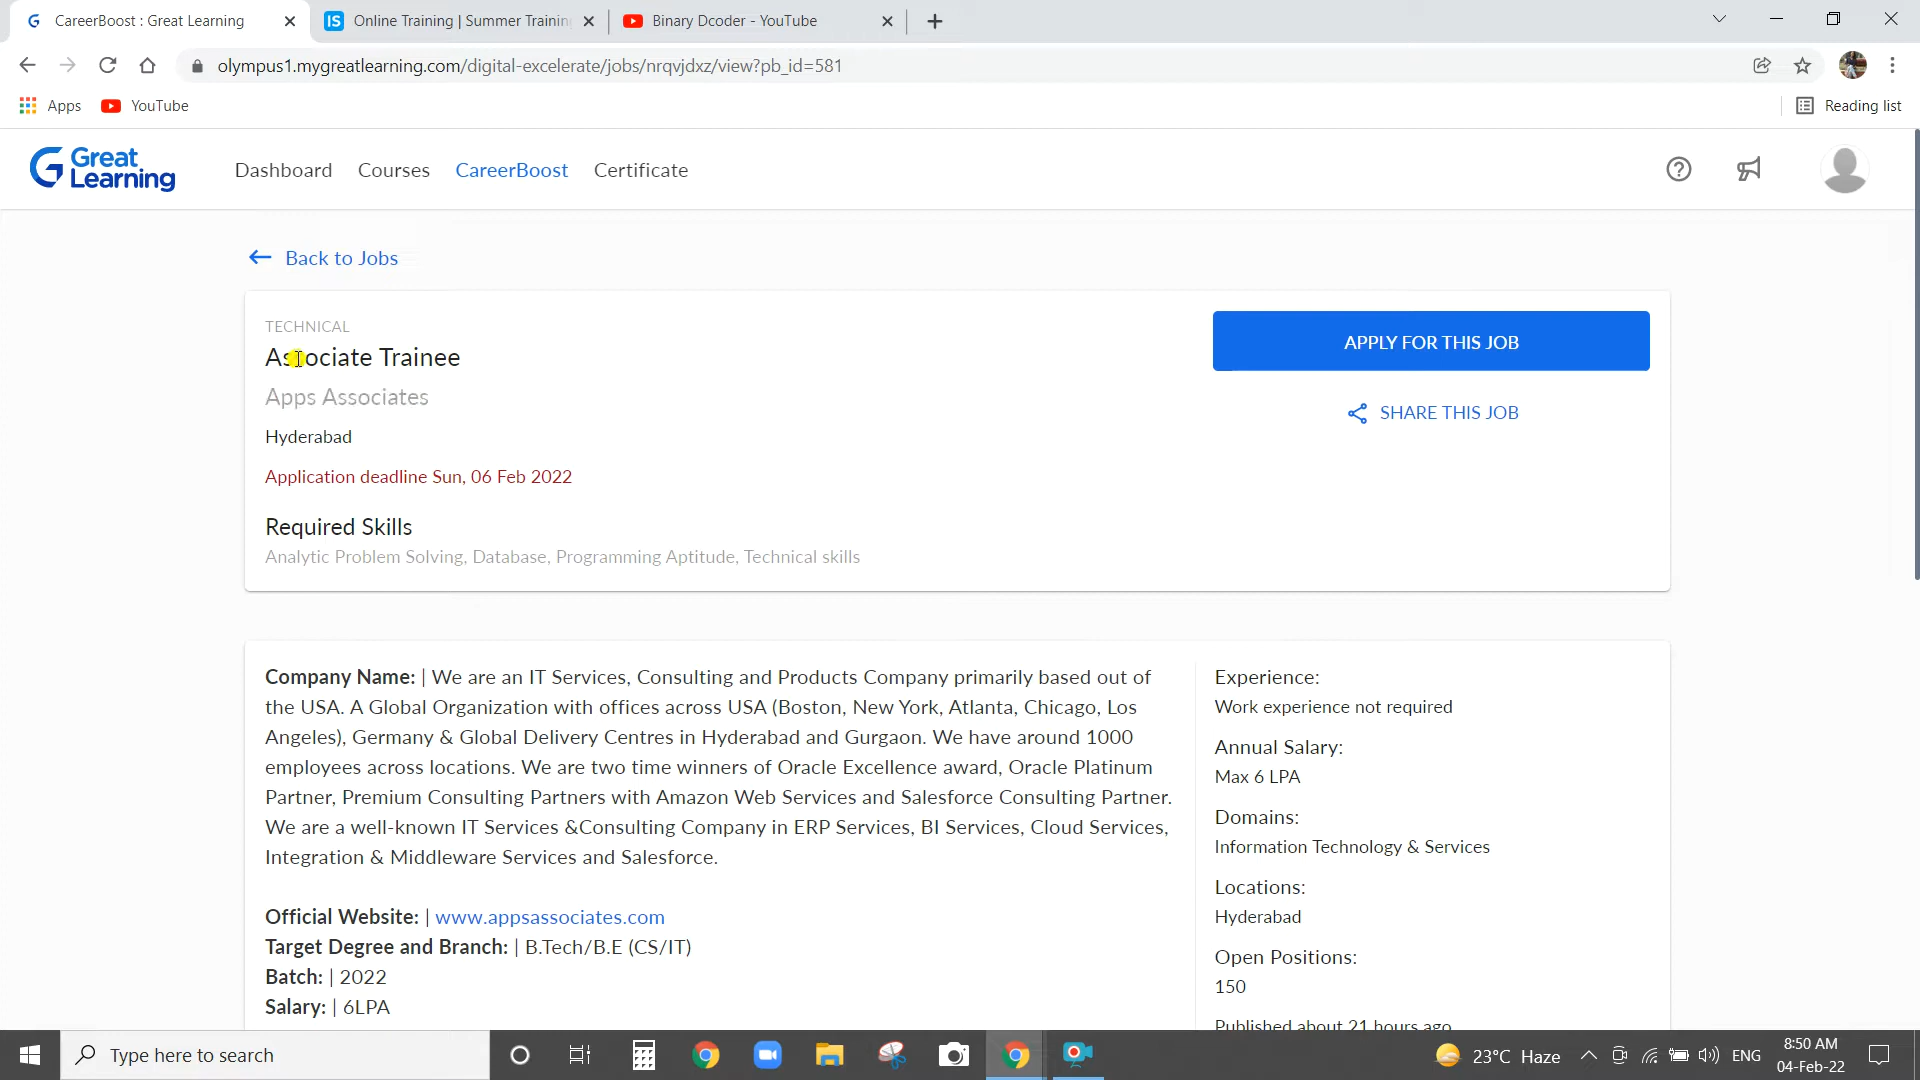 CareerBoost : Great Learning
Online Training | Summer Trainin
Binary Dcoder - YouTube
olympus1.mygreatlearning.com/digital-excelerate/jobs/nrqvjdxz/view?pb_id=581
Apps
YouTube
Reading list
Great Learning
Dashboard
Courses
CareerBoost
Certificate
Back to Jobs
TECHNICAL
Associate Trainee
Apps Associates
Hyderabad
Application deadline Sun, 06 Feb 2022
Required Skills
Analytic Problem Solving, Database, Programming Aptitude, Technical skills
APPLY FOR THIS JOB
SHARE THIS JOB
Company Name: | We are an IT Services, Consulting and Products Company primarily based out of
the USA. A Global Organization with offices across USA (Boston, New York, Atlanta, Chicago, Los
Angeles), Germany & Global Delivery Centres in Hyderabad and Gurgaon. We have around 1000
employees across locations. We are two time winners of Oracle Excellence award, Oracle Platinum
Partner, Premium Consulting Partners with Amazon Web Services and Salesforce Consulting Partner.
We are a well-known IT Services &Consulting Company in ERP Services, BI Services, Cloud Services,
Integration & Middleware Services and Salesforce.
Official Website: | www.appsassociates.com
Target Degree and Branch: | B.Tech/B.E (CS/IT)
Batch: | 2022
Salary: | 6LPA
Experience:
Work experience not required
Annual Salary:
Max 6 LPA
Domains:
Information Technology & Services
Locations:
Hyderabad
Open Positions:
150
Published about 21 hours ago
Type here to search
23°C Haze
ENG
8:50 AM
04-Feb-22